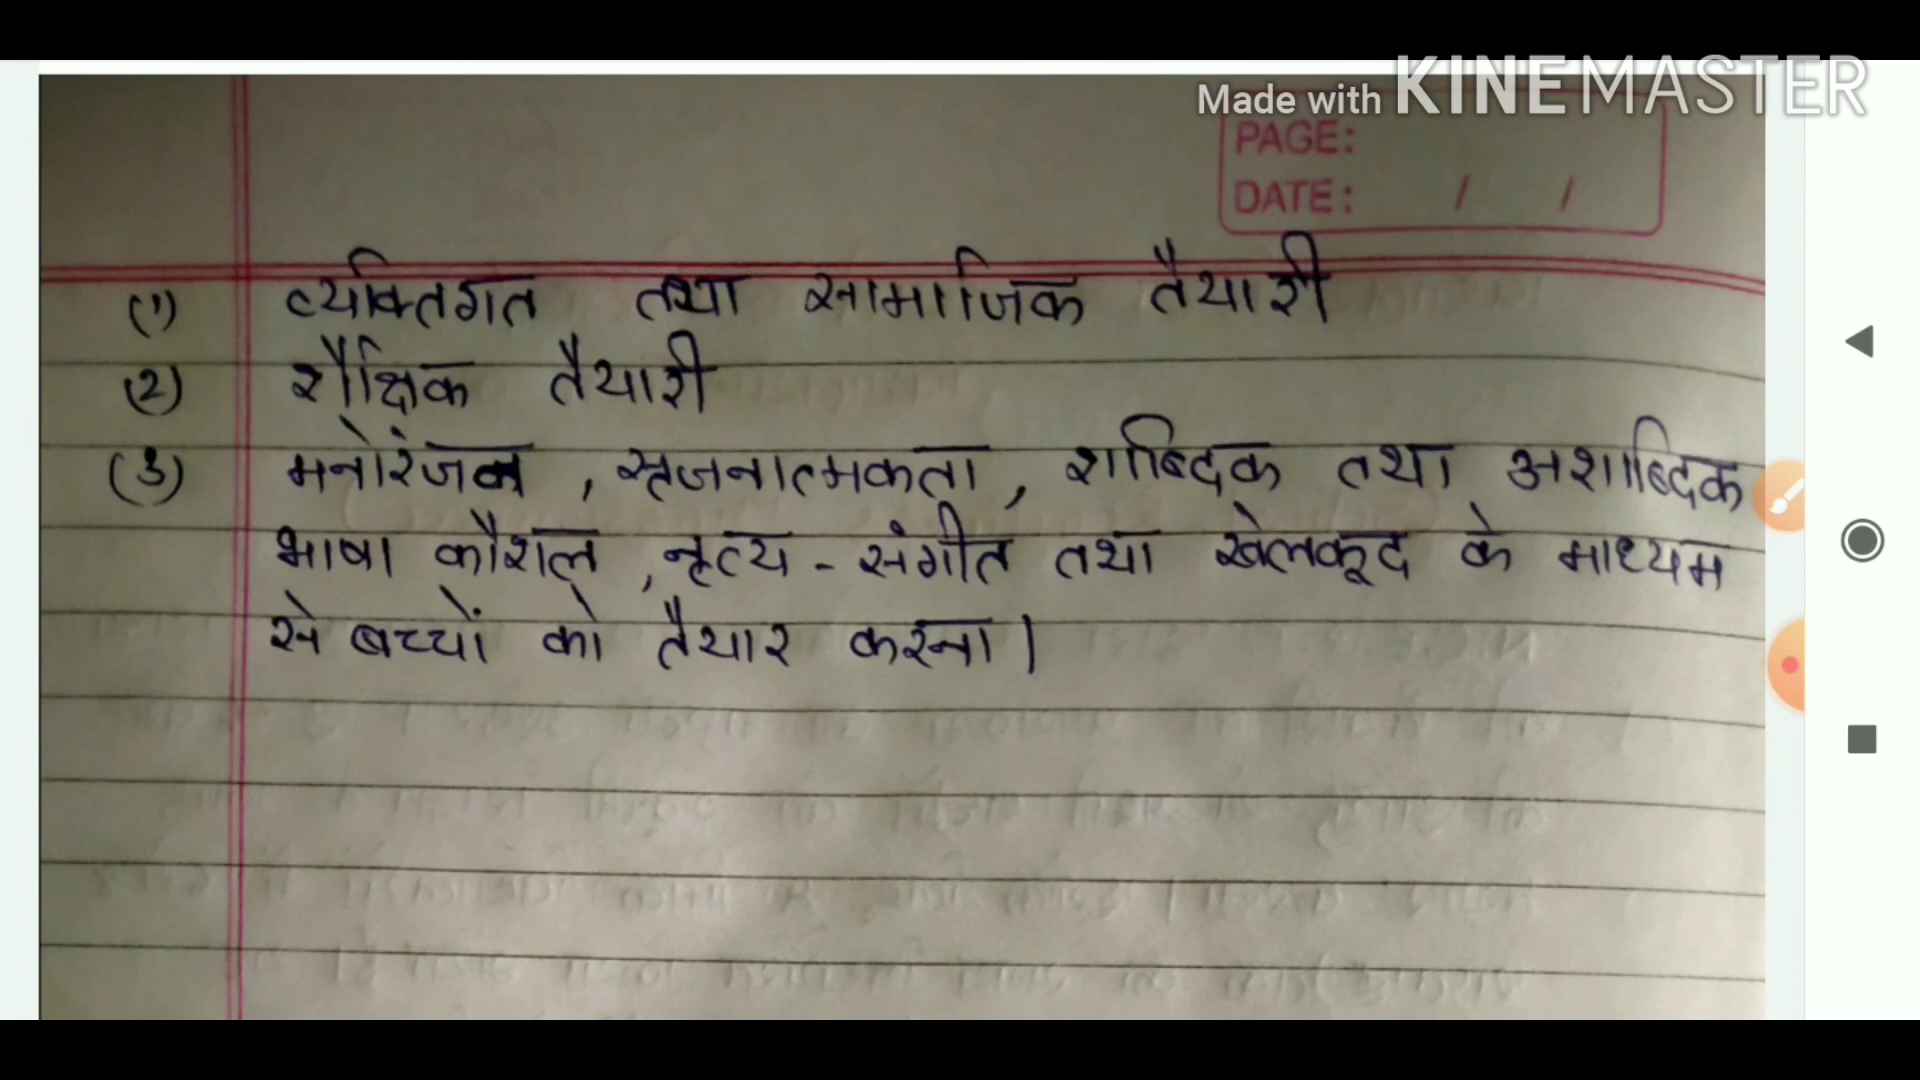 Made with KINEMASTER
PAGE:
DATE: / /
(1) व्यक्तिगत तथा सामाजिक तैयारी
(2) शैक्षिक तैयारी
(3) मनोरंजन , सृजनात्मकता , शाब्दिक तथा अशाब्दिक
भाषा कौशल , नृत्य - संगीत तथा खेलकूद के माध्यम
से बच्चों को तैयार करना।